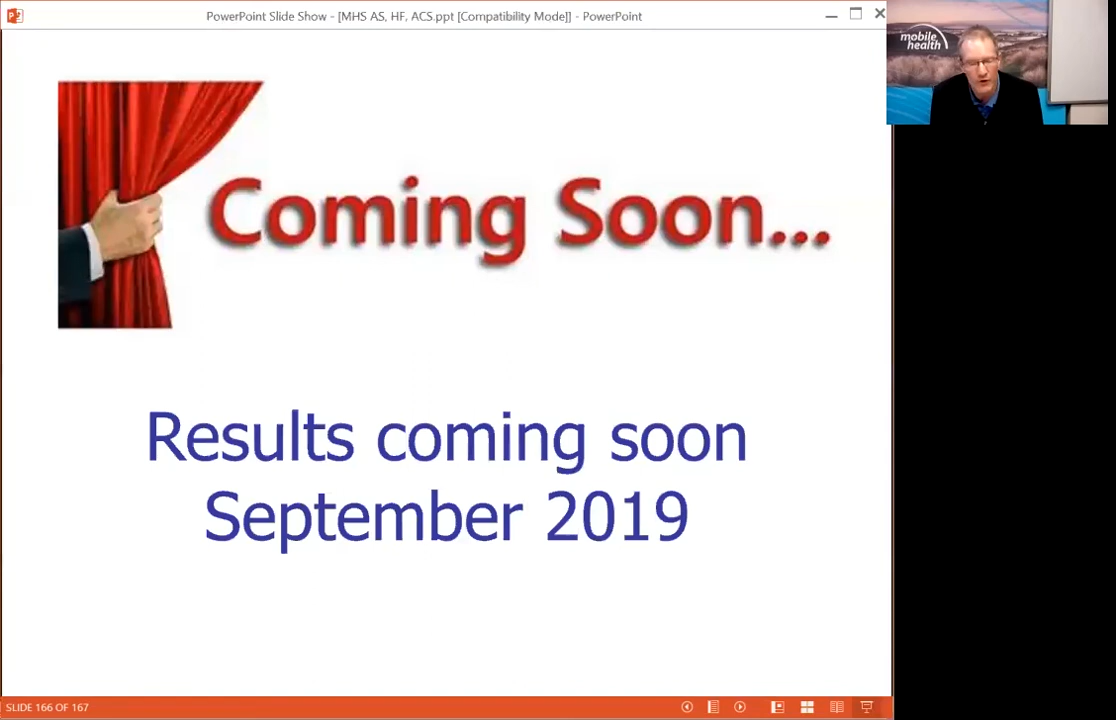 PowerPoint Slide Show - [MHS AS, HF, ACS.ppt [Compatibility Mode]] - PowerPoint
mobile
health
Coming Soon...
Results coming soon
September 2019
SLIDE 166 OF 167